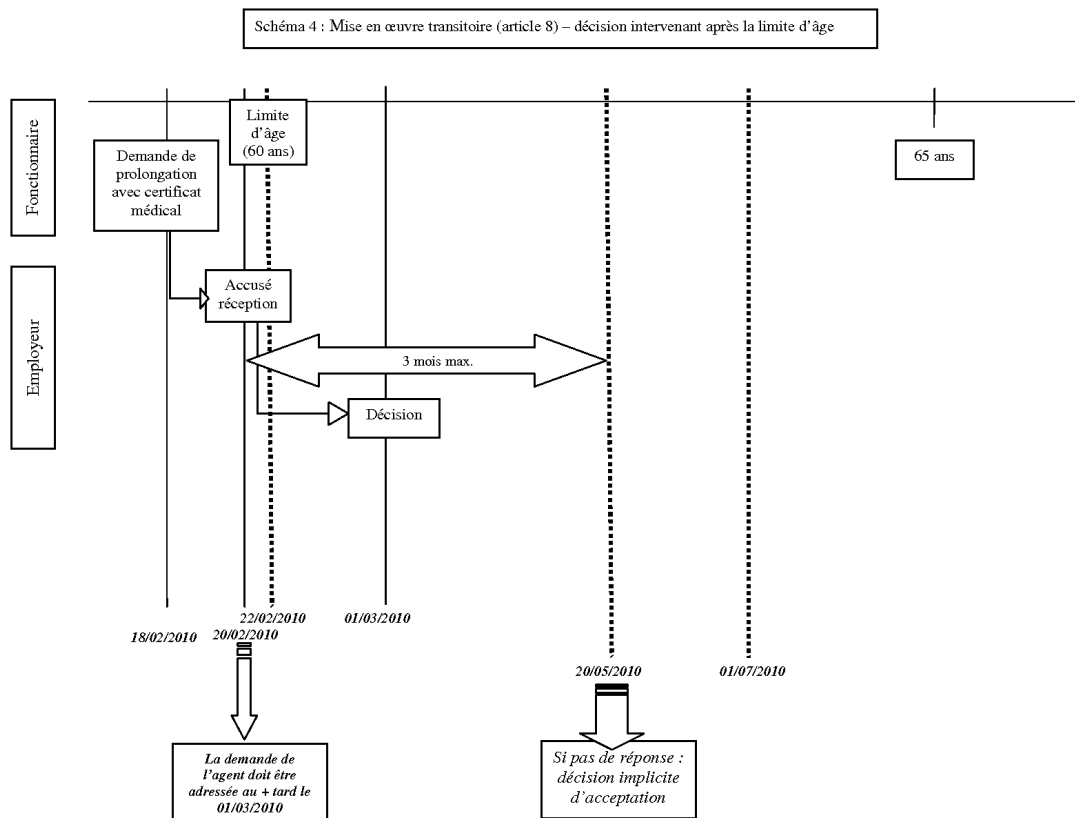 Schéma 4 : Mise en œuvre transitoire (article 8) – décision intervenant après la limite d'âge
Fonctionnaire
Limite
d'âge
(60 ans)
Demande de
prolongation
avec certificat
médical
65 ans
Employeur
Accusé
réception
3 mois max.
Décision
22/02/2010
01/03/2010
18/02/2010
20/02/2010
20/05/2010
01/07/2010
La demande de
l'agent doit être
adressée au + tard le
01/03/2010
Si pas de réponse :
décision implicite
d'acceptation